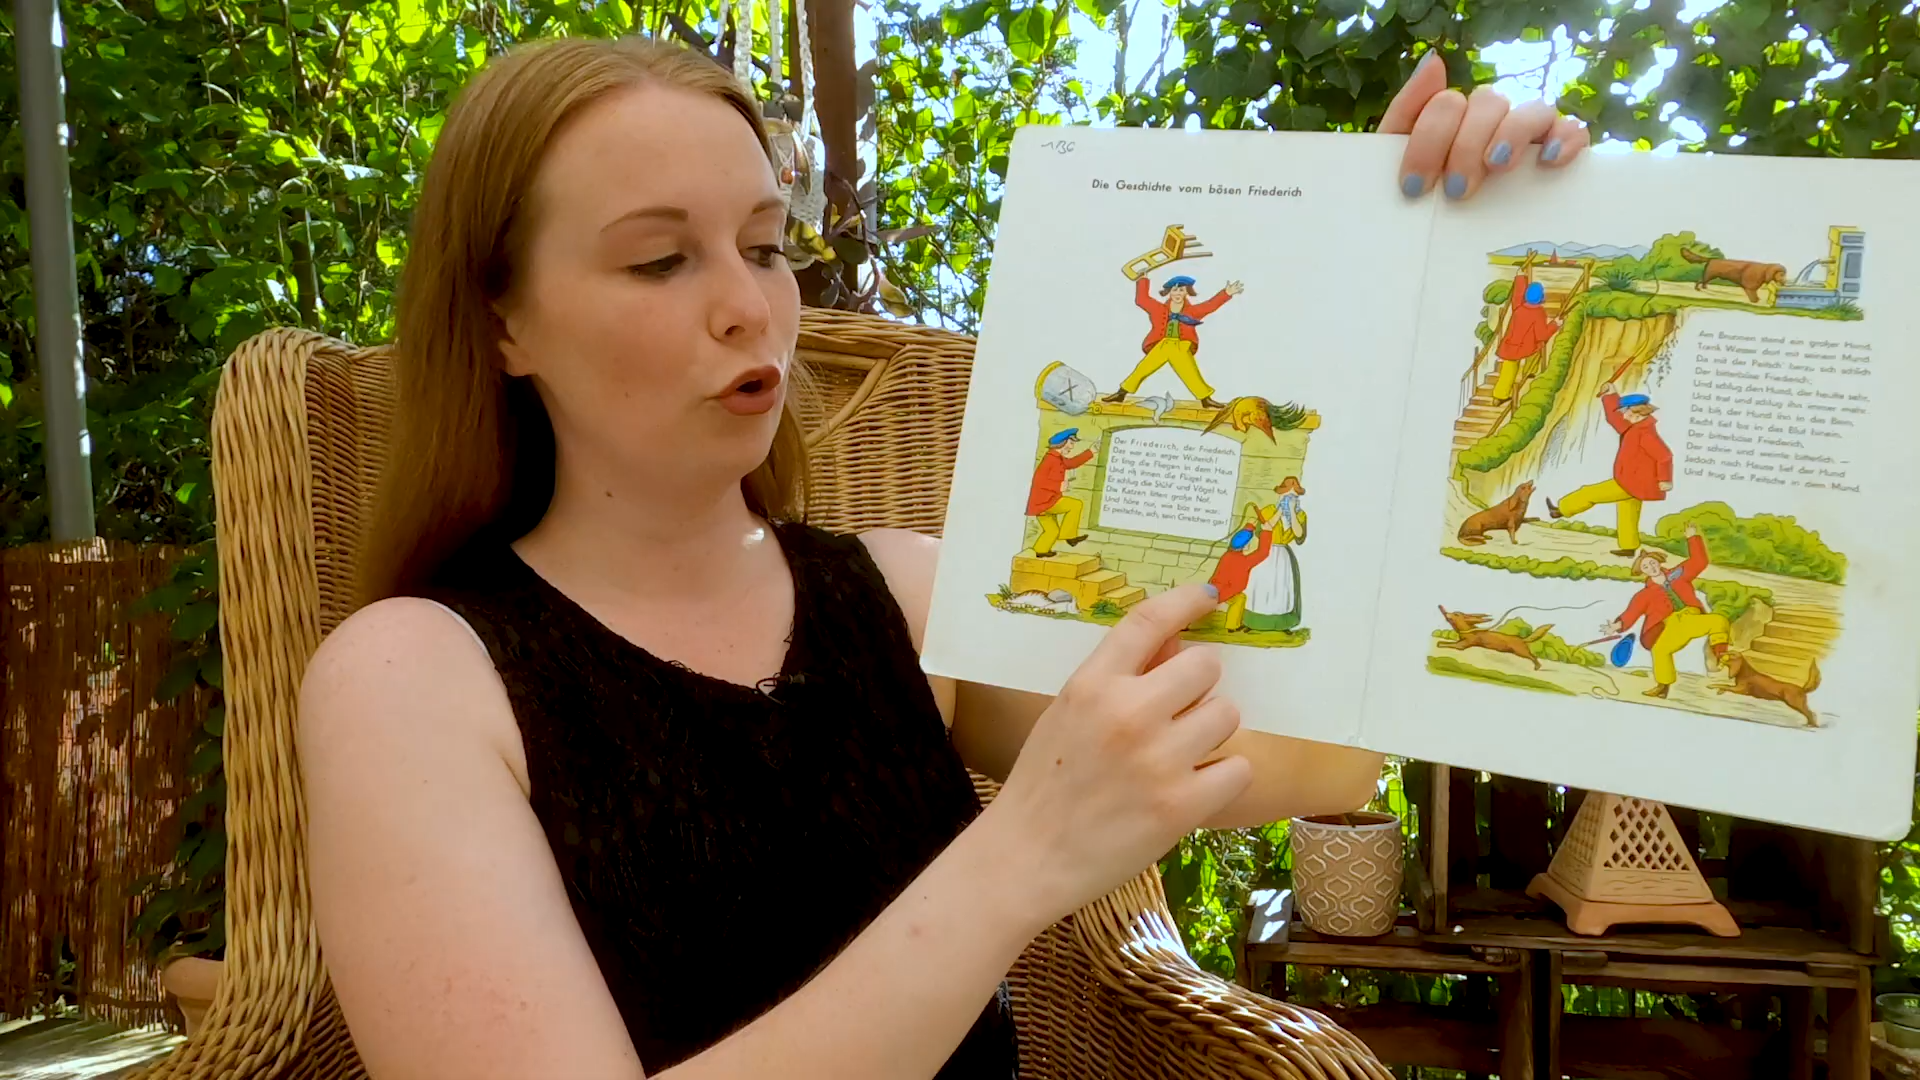 136
Die Geschichte vom bösen Friederich
Der Friederich, der Friederich,
Das war ein arger Wüterich!
Er fing die Fliegen in dem Haus
Und riß ihnen die Flügel aus.
Er schlug die Stühl' und Vögel tot,
Die Katzen litten große Not.
Und höre nur, wie bös er war:
Er peitschte, ach, sein Gretchen gar!
Am Brunnen stand ein großer Hund,
Trank Wasser dort mit seinem Mund.
Da mit der Peitsch' herzu sich schlich
Der bitterböse Friederich;
Und schlug den Hund, der heulte sehr,
Und trat und schlug ihn immer mehr.
Da biß der Hund ihn in das Bein,
Recht tief bis in das Blut hinein.
Der bitterböse Friederich,
Der schrie und weinte bitterlich. —
Jedoch nach Hause lief der Hund
Und trug die Peitsche in dem Mund.